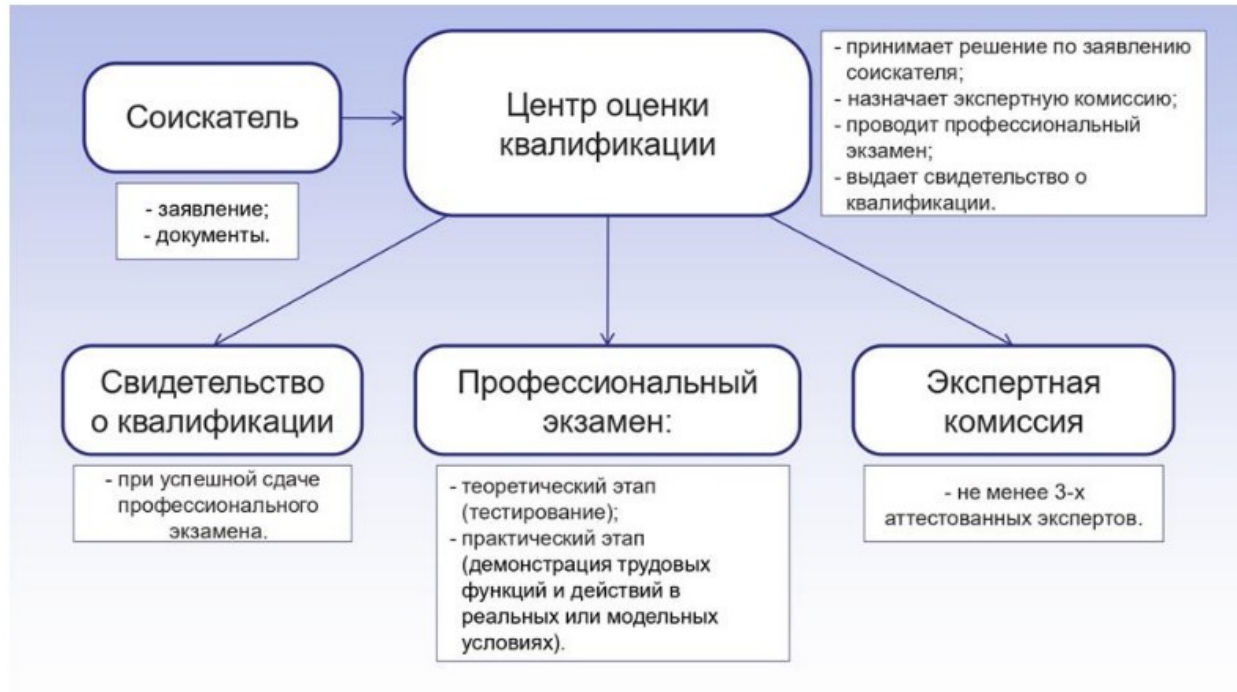 Соискатель
- заявление;
- документы.
Центр оценки
квалификации
- принимает решение по заявлению
соискателя;
- назначает экспертную комиссию;
- проводит профессиональный
экзамен;
- выдает свидетельство о
квалификации.
Свидетельство
о квалификации
- при успешной сдаче
профессионального
экзамена.
Профессиональный
экзамен:
- теоретический этап
(тестирование);
- практический этап
(демонстрация трудовых
функций и действий в
реальных или модельных
условиях).
Экспертная
комиссия
- не менее 3-х
аттестованных экспертов.